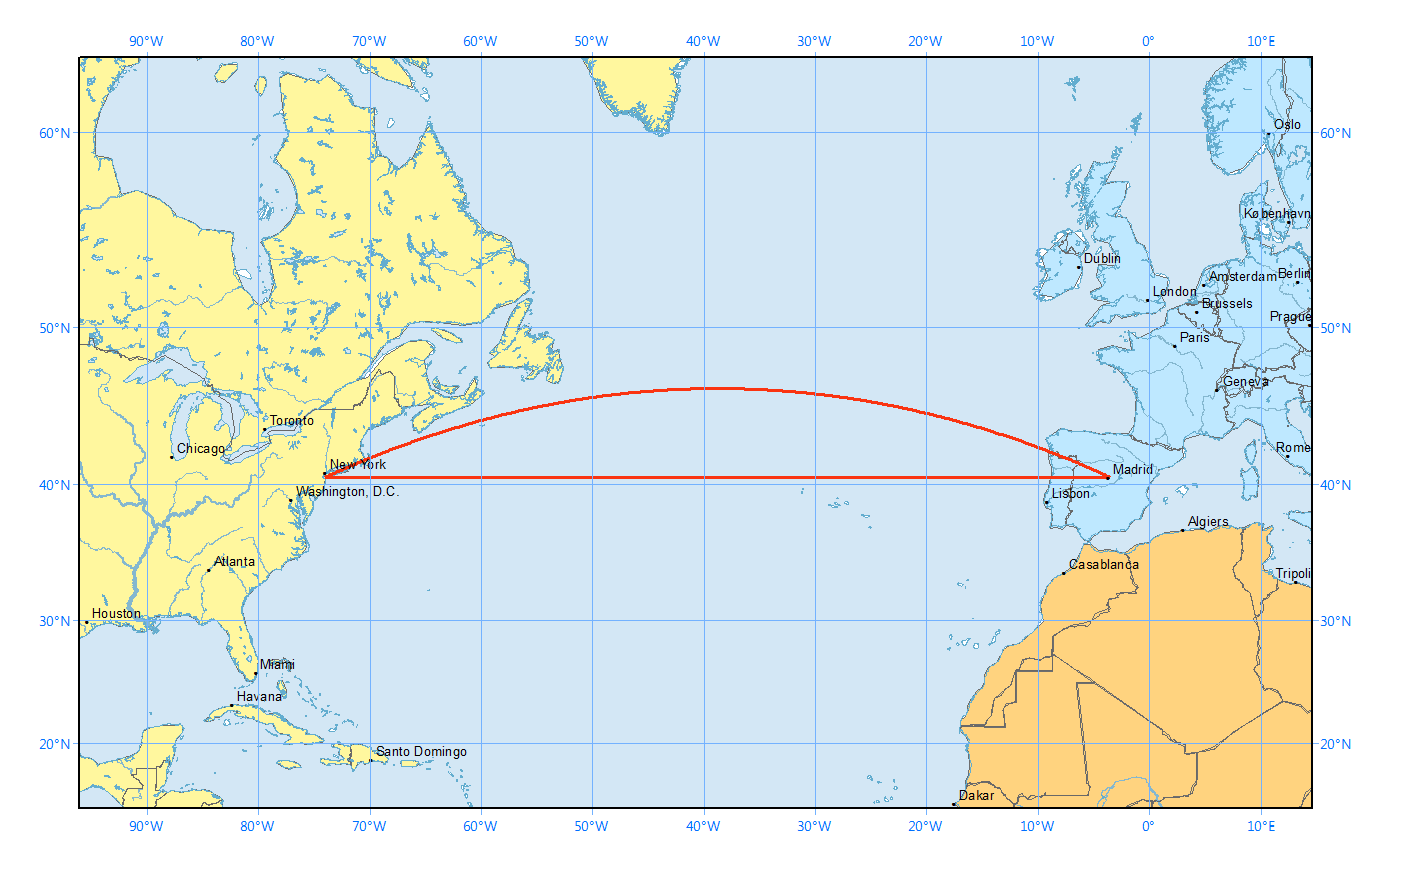 90°W 80°W 70°W 60°W 50°W 40°W 30°W 20°W 10°W 0° 10°E
Oslo
60°N 60°N
København
Dublin
Amsterdam Berlin
London
Brussels
Prague
50°N 50°N
Paris
Geneva
Toronto
Chicago Rome
New York Madrid
40°N 40°N
Washington, D.C. Lisbon
Algiers
Atlanta Casablanca
Tripoli
Houston
30°N 30°N
Miami
Havana
20°N 20°N
Santo Domingo
Dakar
90°W 80°W 70°W 60°W 50°W 40°W 30°W 20°W 10°W 0° 10°E